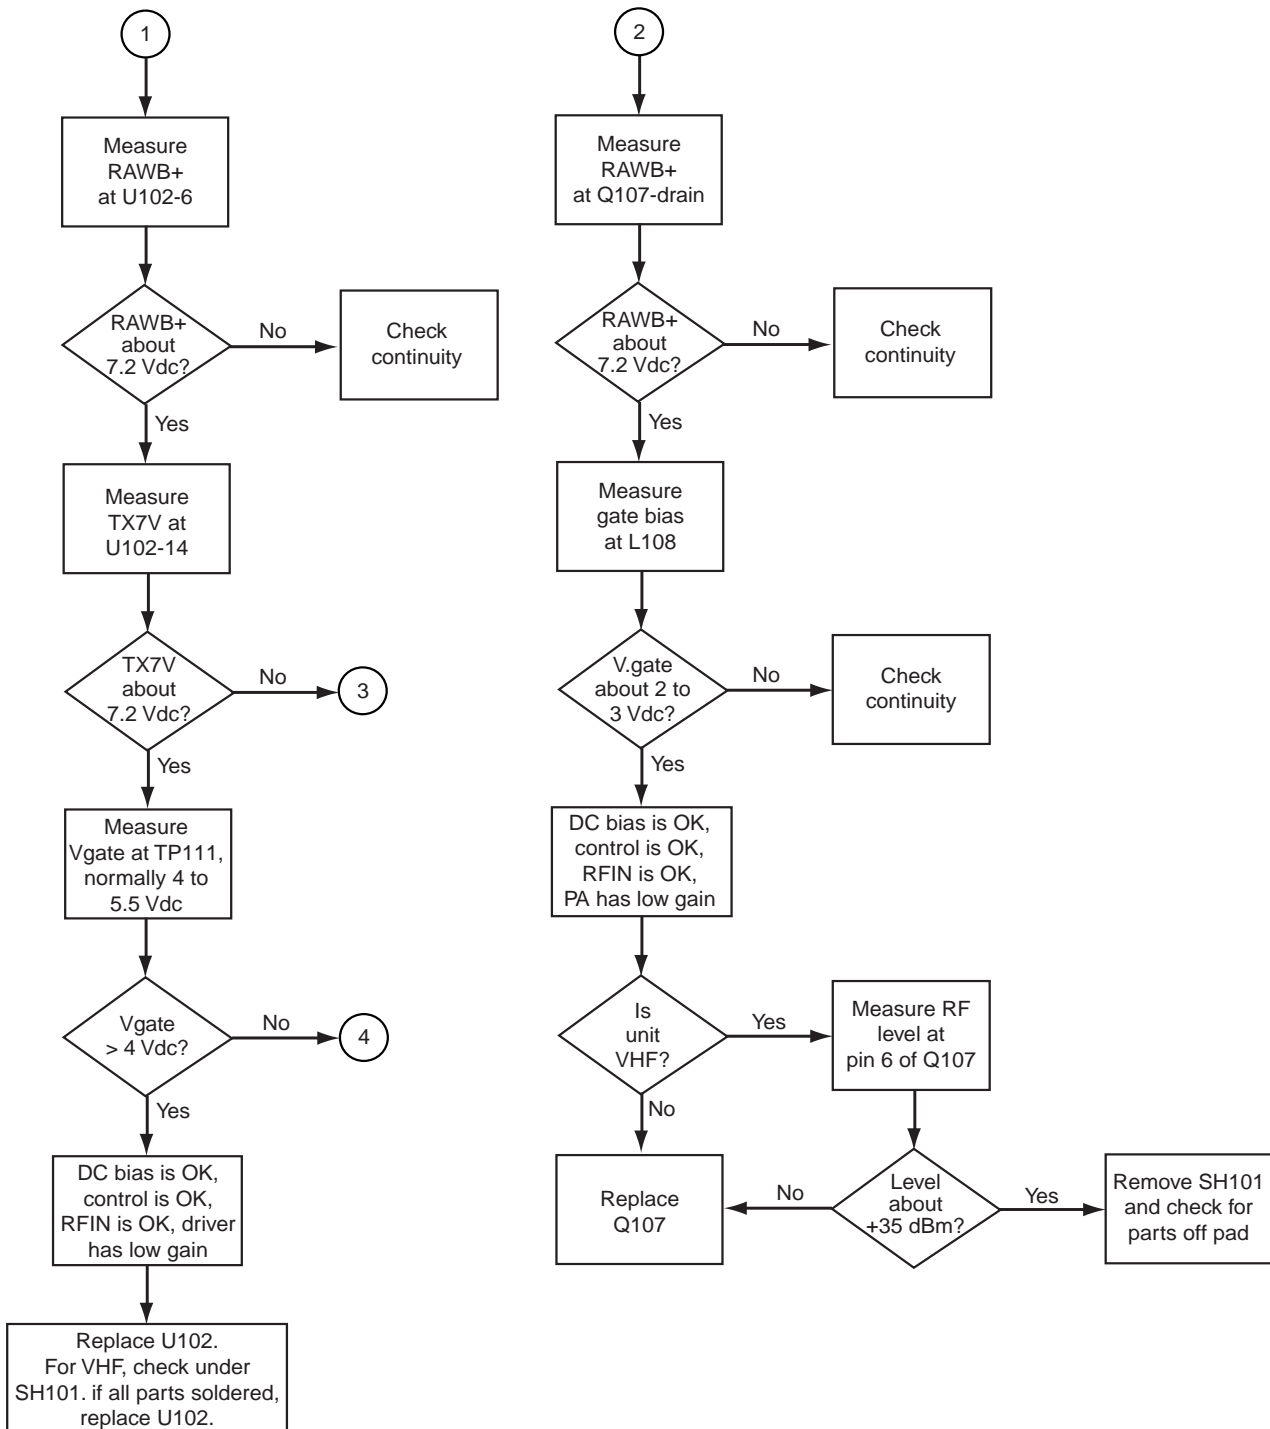 1
Measure
RAWB+
at U102-6
RAWB+
about
7.2 Vdc?
No
Check
continuity
Yes
Measure
TX7V at
U102-14
TX7V
about
7.2 Vdc?
No
3
Yes
Measure
Vgate at TP111,
normally 4 to
5.5 Vdc
Vgate
> 4 Vdc?
No
4
Yes
DC bias is OK,
control is OK,
RFIN is OK, driver
has low gain
Replace U102.
For VHF, check under
SH101. if all parts soldered,
replace U102.
2
Measure
RAWB+
at Q107-drain
RAWB+
about
7.2 Vdc?
No
Check
continuity
Yes
Measure
gate bias
at L108
V.gate
about 2 to
3 Vdc?
No
Check
continuity
Yes
DC bias is OK,
control is OK,
RFIN is OK,
PA has low gain
Is
unit
VHF?
Yes
Measure RF
level at
pin 6 of Q107
No
Replace
Q107
No
Level
about
+35 dBm?
Yes
Remove SH101
and check for
parts off pad